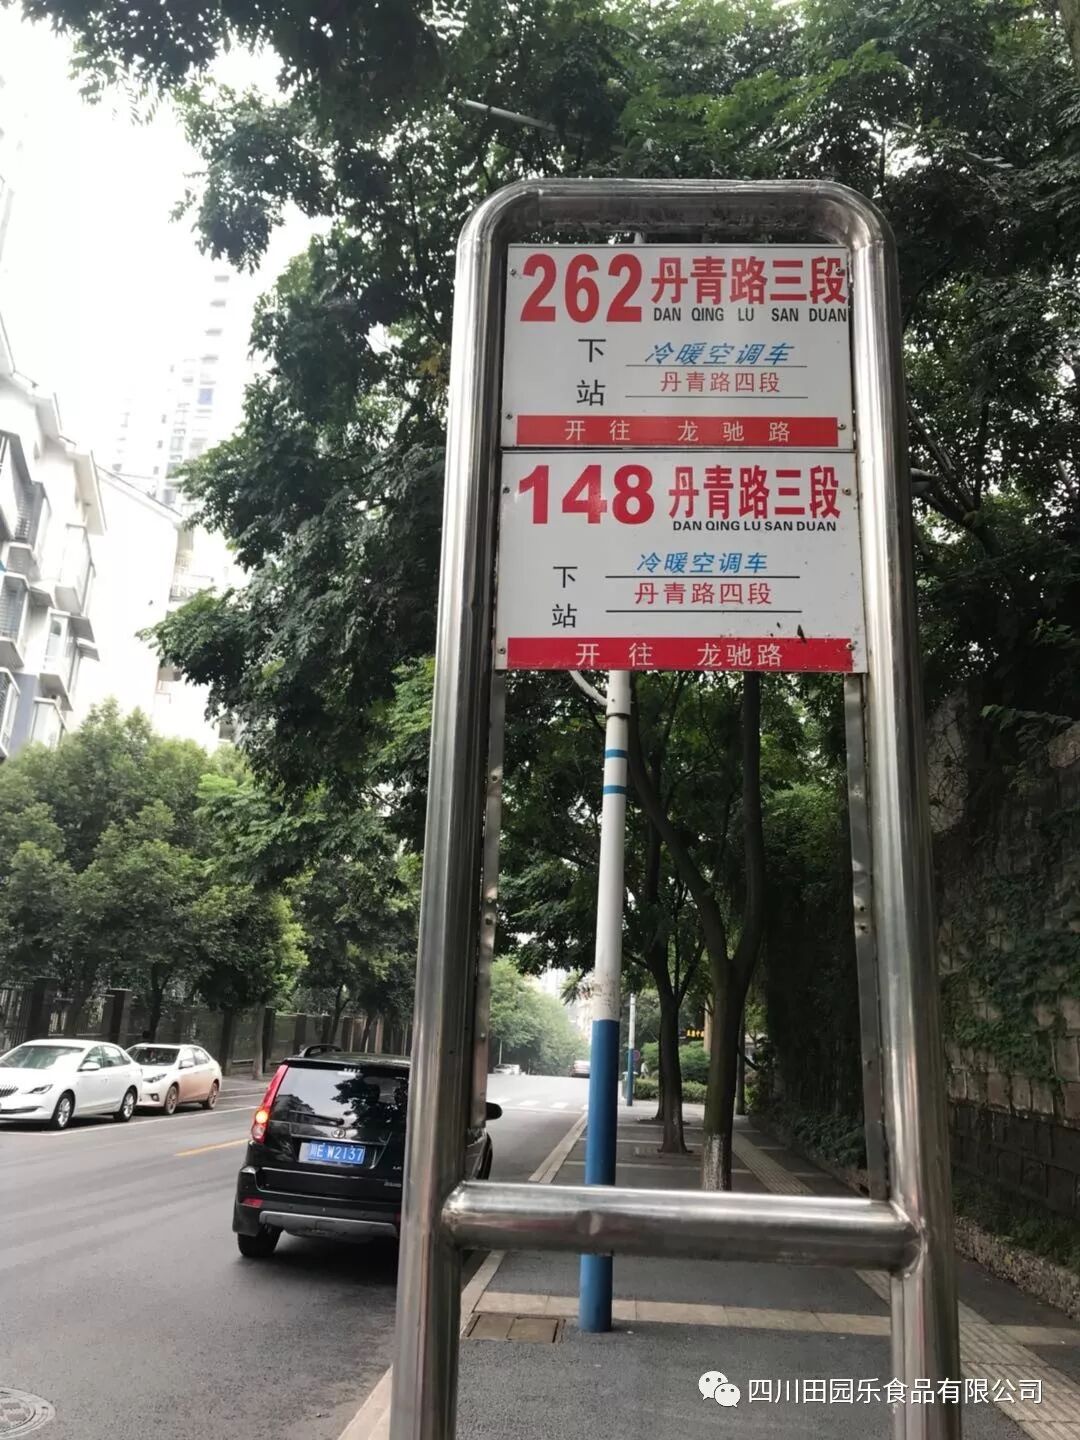 262 丹青路三段
DAN QING LU SAN DUAN
下站
冷暖空调车
丹青路四段
开往 龙驰路
148 丹青路三段
DAN QING LU SAN DUAN
下站
冷暖空调车
丹青路四段
开往 龙驰路
川E W2137
四川田园乐食品有限公司